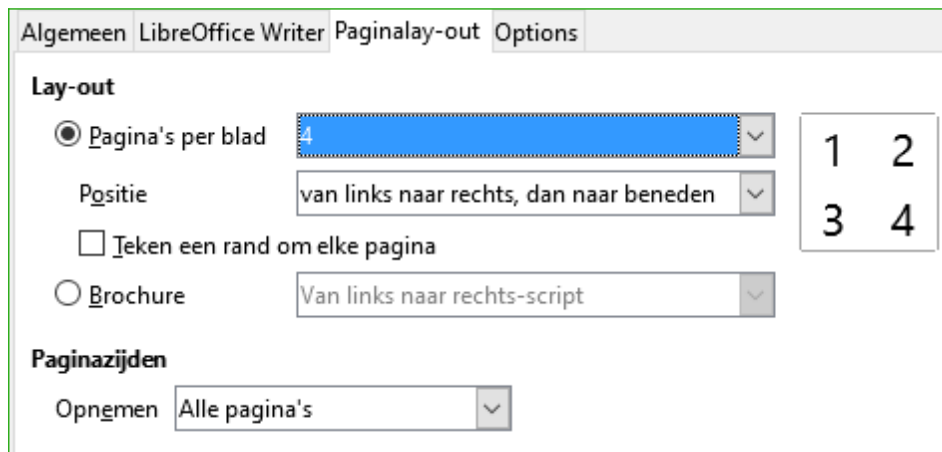 Algemeen LibreOffice Writer Paginalay-out Options
Lay-out
Pagina's per blad 4
1 2
Positie van links naar rechts, dan naar beneden
3 4
Teken een rand om elke pagina
Brochure Van links naar rechts-script
Paginazijden
Opnemen Alle pagina's